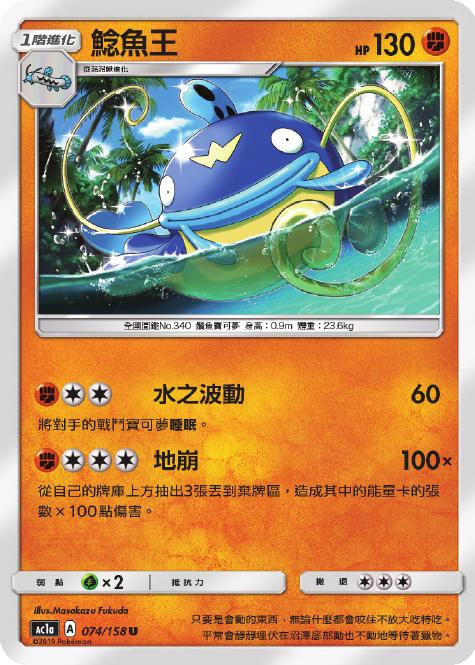 1階進化
鯰魚王
HP 130
從泥泥鰍進化
全國圖鑑No.340 鬍魚寶可夢 身高：0.9m 體重：23.6kg
水之波動 60
將對手的戰鬥寶可夢睡眠。
地崩 100×
從自己的牌庫上方抽出3張丟到棄牌區，造成其中的能量卡的張
數×100點傷害。
弱點 ×2 抵抗力 撤退
Illus.Masakazu Fukuda
AC1a A 074/158 U
©2019 Pokémon
只要是會動的東西，無論什麼都會咬住不放大吃特吃。
平常會靜靜埋伏在沼澤底部動也不動地等待著獵物。